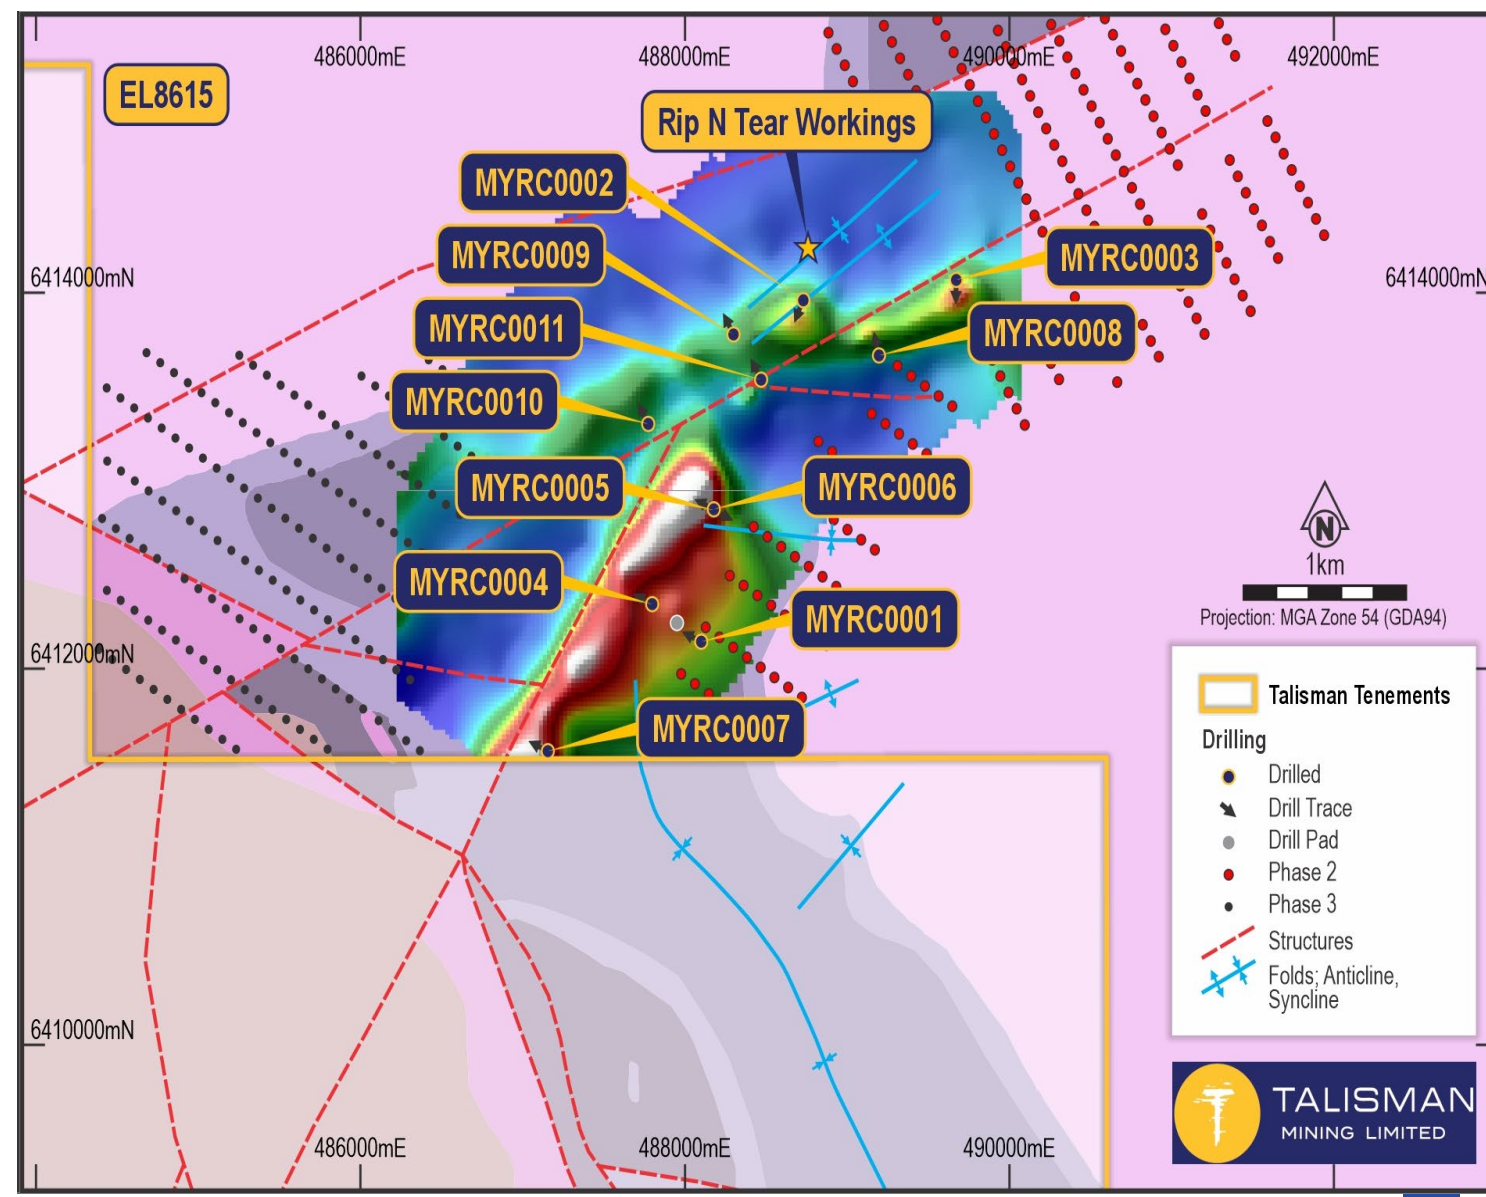 486000mE
488000mE
490000mE
492000mE
EL8615
Rip N Tear Workings
MYRC0002
MYRC0009
MYRC0003
6414000mN
6414000mN
MYRC0011
MYRC0008
MYRC0010
MYRC0005
MYRC0006
N
1km
Projection: MGA Zone 54 (GDA94)
MYRC0004
MYRC0001
6412000mN
MYRC0007
Talisman Tenements
Drilling
Drilled
Drill Trace
Drill Pad
Phase 2
Phase 3
Structures
Folds; Anticline,
Syncline
6410000mN
TALISMAN
MINING LIMITED
486000mE
488000mE
490000mE